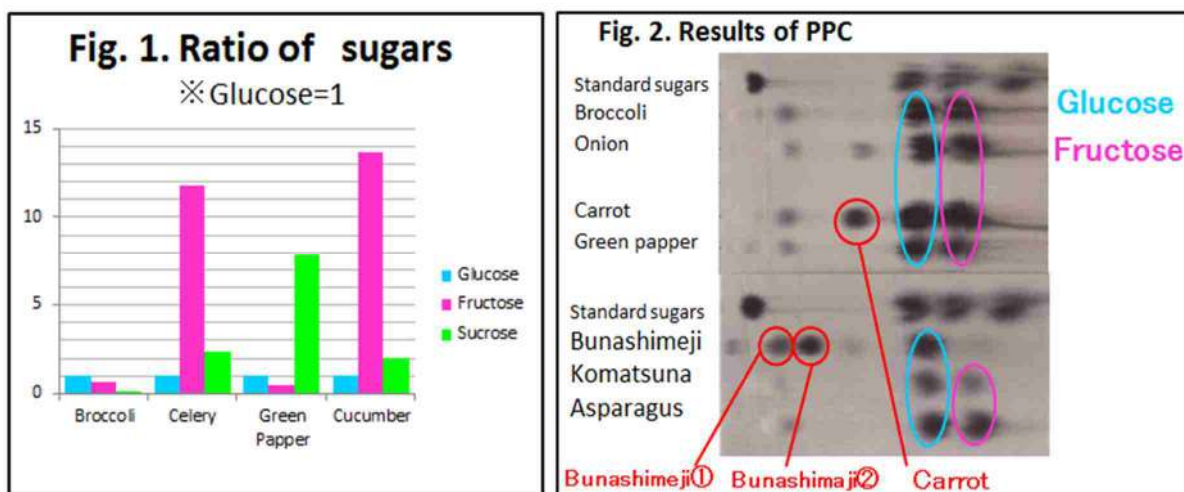 Fig. 1. Ratio of sugars
※Glucose=1
15
10
5
0
Broccoli
Celery
Green Papper
Cucumber
Glucose
Fructose
Sucrose
Fig. 2. Results of PPC
Standard sugars
Broccoli
Onion
Carrot
Green papper
Glucose
Fructose
Standard sugars
Bunashimeji
Komatsuna
Asparagus
Bunashimeji① Bunashimaji② Carrot